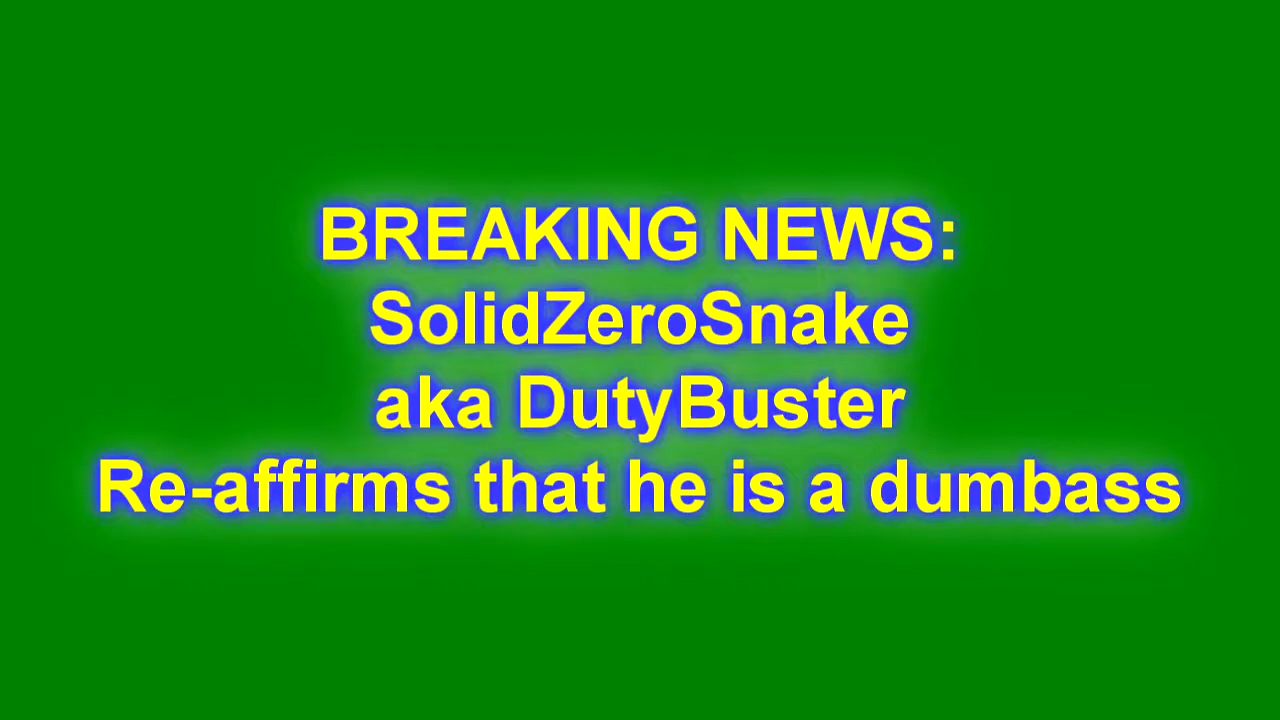 BREAKING NEWS:
SolidZeroSnake
aka DutyBuster
Re-affirms that he is a dumbass